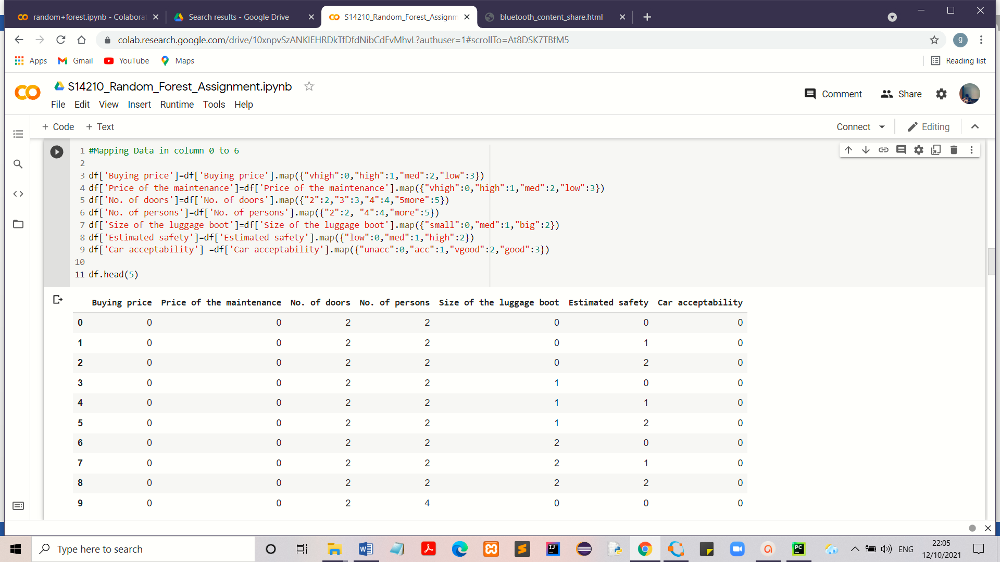 random+forest.ipynb - Colaborat
Search results - Google Drive
S14210_Random_Forest_Assignm
bluetooth_content_share.html
colab.research.google.com/drive/10xnpvSzANKlEHRDkTfDfdNibCdFvMhvL?authuser=1#scrollTo=At8DSK7TBfM5
g
Apps Gmail YouTube Maps Reading list
S14210_Random_Forest_Assignment.ipynb
Comment Share
File Edit View Insert Runtime Tools Help
+ Code + Text Connect Editing
1 #Mapping Data in column 0 to 6
2
3 df['Buying price']=df['Buying price'].map({"vhigh":0,"high":1,"med":2,"low":3})
4 df['Price of the maintenance']=df['Price of the maintenance'].map({"vhigh":0,"high":1,"med":2,"low":3})
5 df['No. of doors']=df['No. of doors'].map({"2":2,"3":3,"4":4,"5more":5})
6 df['No. of persons']=df['No. of persons'].map({"2":2, "4":4,"more":5})
7 df['Size of the luggage boot']=df['Size of the luggage boot'].map({"small":0,"med":1,"big":2})
8 df['Estimated safety']=df['Estimated safety'].map({"low":0,"med":1,"high":2})
9 df['Car acceptability'] =df['Car acceptability'].map({"unacc":0,"acc":1,"vgood":2,"good":3})
10
11 df.head(5)
Buying price Price of the maintenance No. of doors No. of persons Size of the luggage boot Estimated safety Car acceptability
0 0 0 2 2 0 0 0
1 0 0 2 2 0 1 0
2 0 0 2 2 0 2 0
3 0 0 2 2 1 0 0
4 0 0 2 2 1 1 0
5 0 0 2 2 1 2 0
6 0 0 2 2 2 0 0
7 0 0 2 2 2 1 0
8 0 0 2 2 2 2 0
9 0 0 2 4 0 0 0
Type here to search
ENG
22:05
12/10/2021